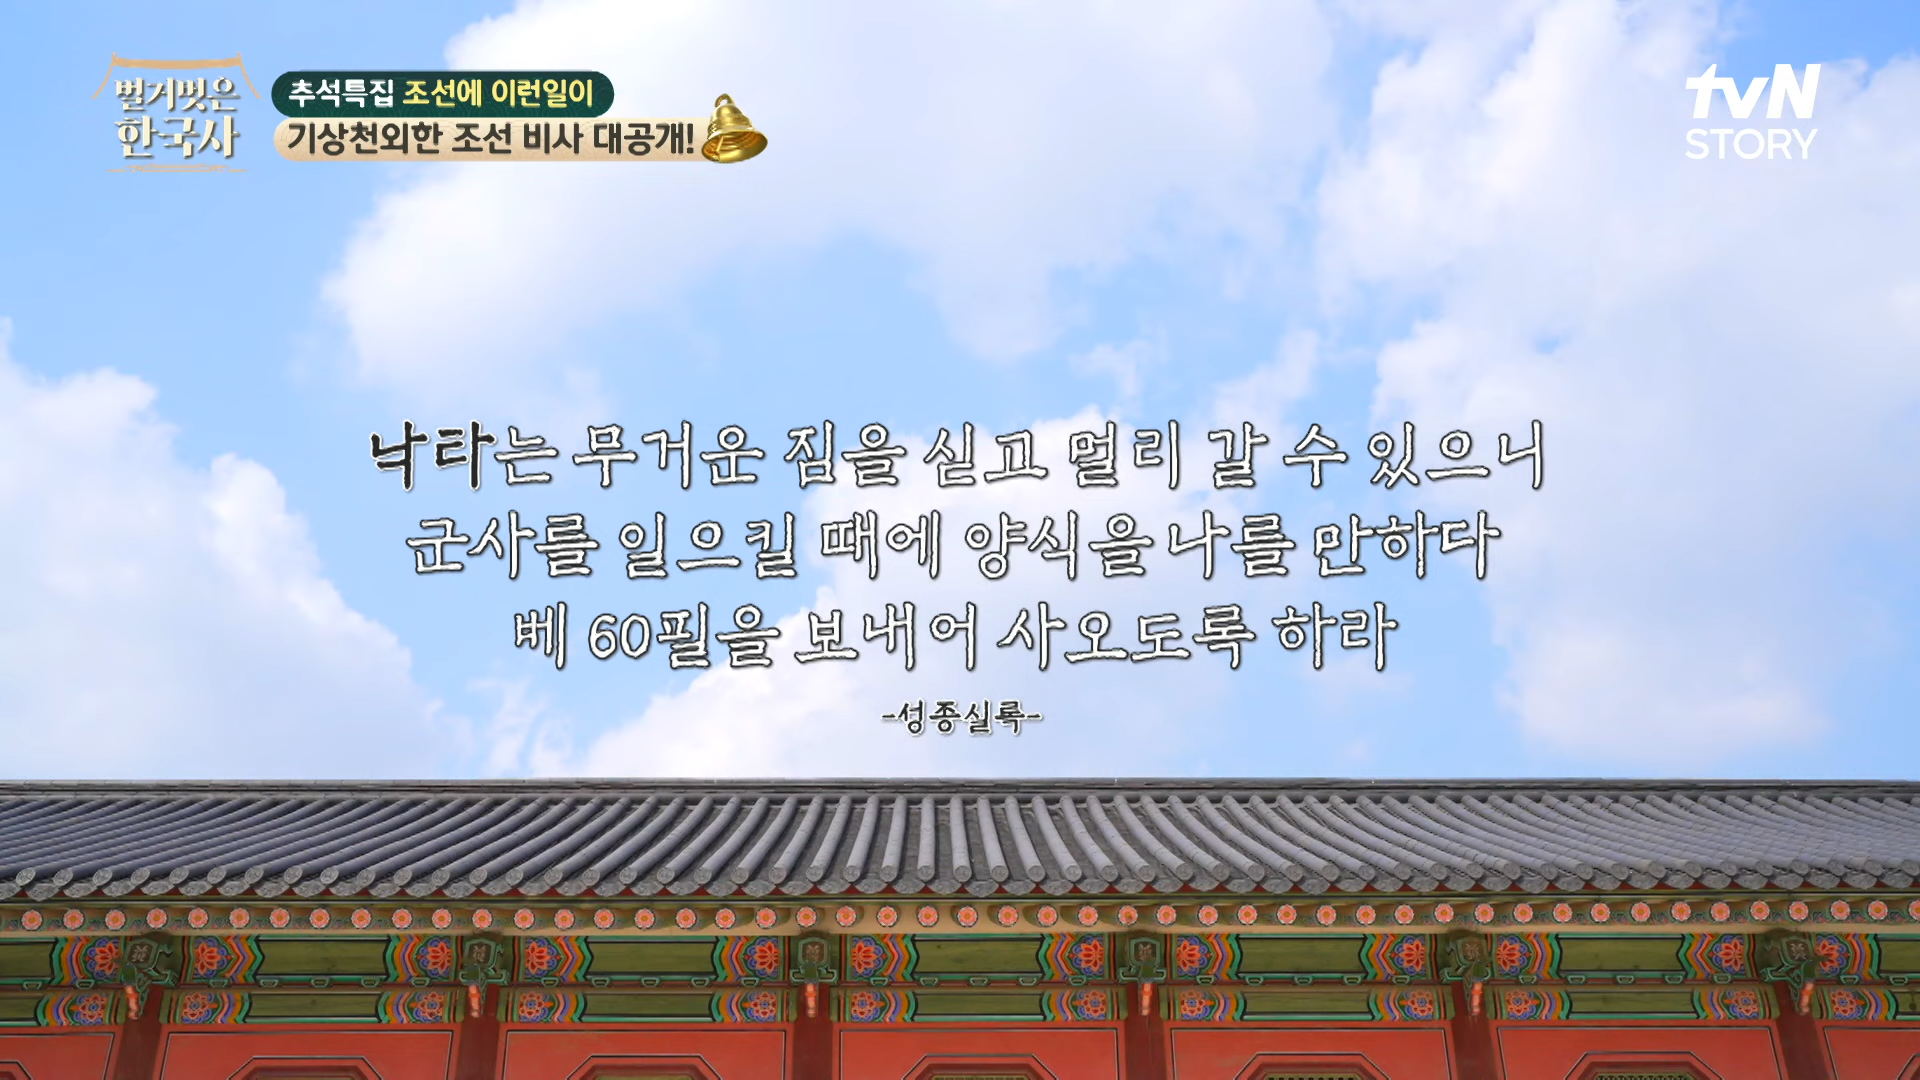 벌거벗은
한국사
추석특집 조선에 이런일이
기상천외한 조선 비사 대공개!
tvN
STORY
낙타는 무거운 짐을 싣고 멀리 갈 수 있으니
군사를 일으킬 때에 양식을 나를 만하다
베 60필을 보내어 사오도록 하라
-성종실록-